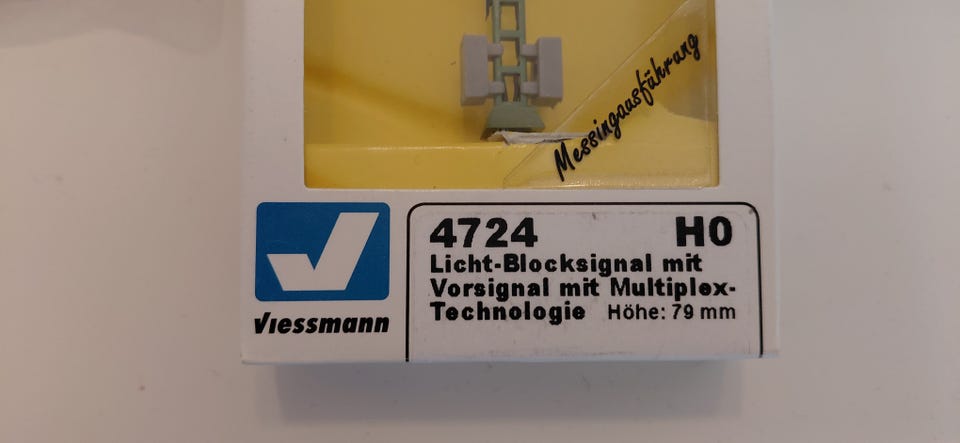 Messingausführung
viessmann
4724 H0
Licht-Blocksignal mit
Vorsignal mit Multiplex-
Technologie Höhe: 79 mm